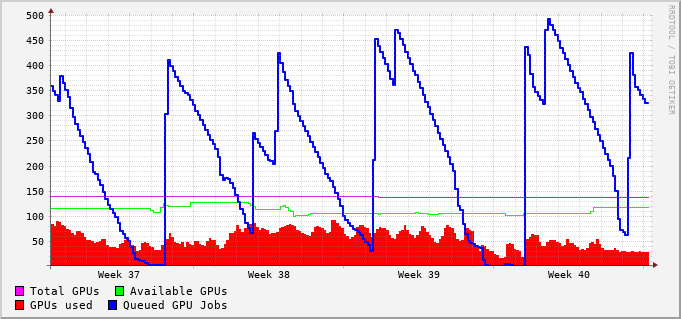 500
450
400
350
300
250
200
150
100
50
Week 37 Week 38 Week 39 Week 40
Total GPUs Available GPUs
GPUs used Queued GPU Jobs
RRDTOOL / TOBI OETIKER